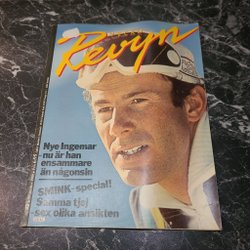 Revyn
Nye Ingemar
-nu är han
ensammare
än någonsin
SMINK-special!
Samma tjej
-sex olika ansikten